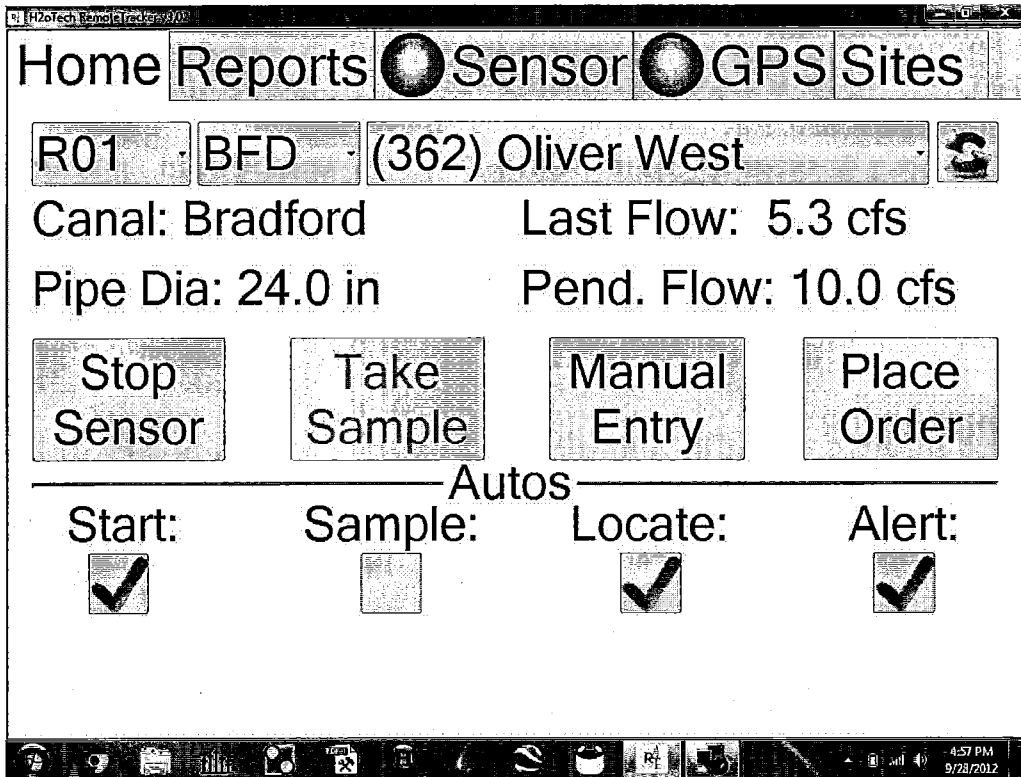 H2oTech RemoteTracker
Home Reports Sensor GPS Sites
R01 BFD (362) Oliver West
Canal: Bradford Last Flow: 5.3 cfs
Pipe Dia: 24.0 in Pend. Flow: 10.0 cfs
Stop Sensor Take Sample Manual Entry Place Order
Autos
Start: Sample: Locate: Alert:
4:57 PM
9/28/2012